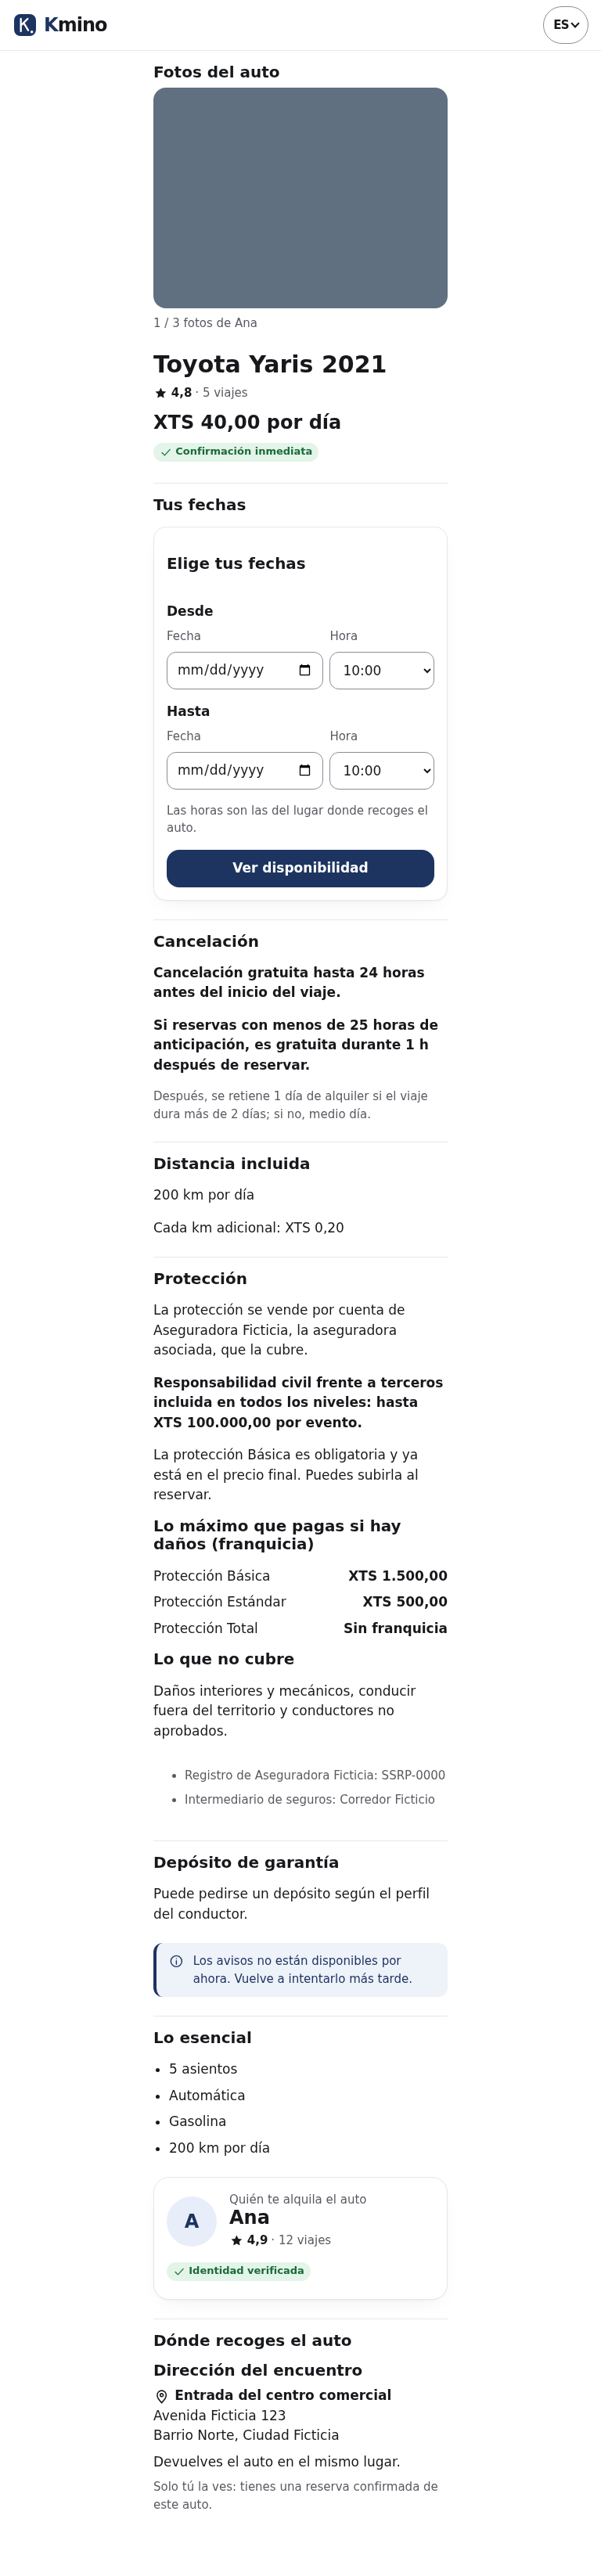 K Kmino
ES
Fotos del auto
1 / 3 fotos de Ana
Toyota Yaris 2021
★ 4,8 · 5 viajes
XTS 40,00 por día
Confirmación inmediata
Tus fechas
Elige tus fechas
Desde
Fecha Hora
mm/dd/yyyy 10:00
Hasta
Fecha Hora
mm/dd/yyyy 10:00
Las horas son las del lugar donde recoges el
auto.
Ver disponibilidad
Cancelación
Cancelación gratuita hasta 24 horas
antes del inicio del viaje.
Si reservas con menos de 25 horas de
anticipación, es gratuita durante 1 h
después de reservar.
Después, se retiene 1 día de alquiler si el viaje
dura más de 2 días; si no, medio día.
Distancia incluida
200 km por día
Cada km adicional: XTS 0,20
Protección
La protección se vende por cuenta de
Aseguradora Ficticia, la aseguradora
asociada, que la cubre.
Responsabilidad civil frente a terceros
incluida en todos los niveles: hasta
XTS 100.000,00 por evento.
La protección Básica es obligatoria y ya
está en el precio final. Puedes subirla al
reservar.
Lo máximo que pagas si hay
daños (franquicia)
Protección Básica XTS 1.500,00
Protección Estándar XTS 500,00
Protección Total Sin franquicia
Lo que no cubre
Daños interiores y mecánicos, conducir
fuera del territorio y conductores no
aprobados.
• Registro de Aseguradora Ficticia: SSRP-0000
• Intermediario de seguros: Corredor Ficticio
Depósito de garantía
Puede pedirse un depósito según el perfil
del conductor.
Los avisos no están disponibles por
ahora. Vuelve a intentarlo más tarde.
Lo esencial
• 5 asientos
• Automática
• Gasolina
• 200 km por día
A
Quién te alquila el auto
Ana
★ 4,9 · 12 viajes
Identidad verificada
Dónde recoges el auto
Dirección del encuentro
Entrada del centro comercial
Avenida Ficticia 123
Barrio Norte, Ciudad Ficticia
Devuelves el auto en el mismo lugar.
Solo tú la ves: tienes una reserva confirmada de
este auto.